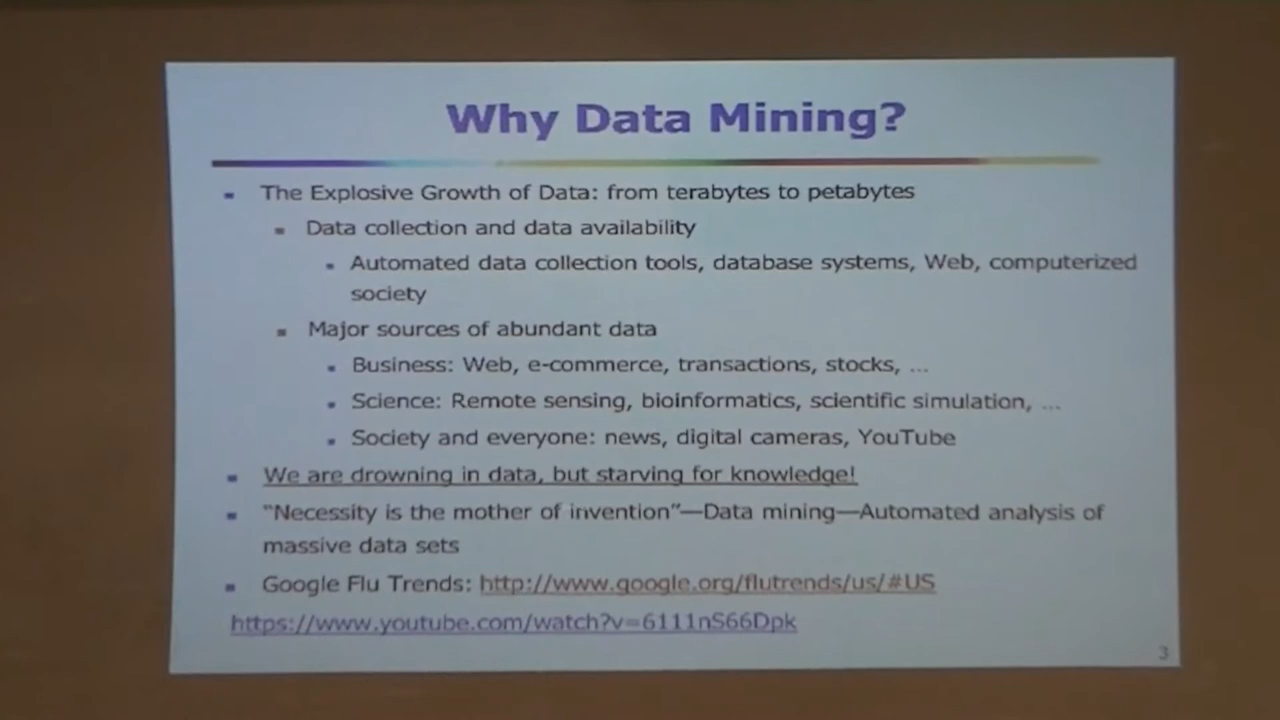 Why Data Mining?
▪ The Explosive Growth of Data: from terabytes to petabytes
▪ Data collection and data availability
▪ Automated data collection tools, database systems, Web, computerized
society
▪ Major sources of abundant data
▪ Business: Web, e-commerce, transactions, stocks, …
▪ Science: Remote sensing, bioinformatics, scientific simulation, …
▪ Society and everyone: news, digital cameras, YouTube
▪ We are drowning in data, but starving for knowledge!
▪ “Necessity is the mother of invention”—Data mining—Automated analysis of
massive data sets
▪ Google Flu Trends: http://www.google.org/flutrends/us/#US
https://www.youtube.com/watch?v=6111nS66Dpk
3